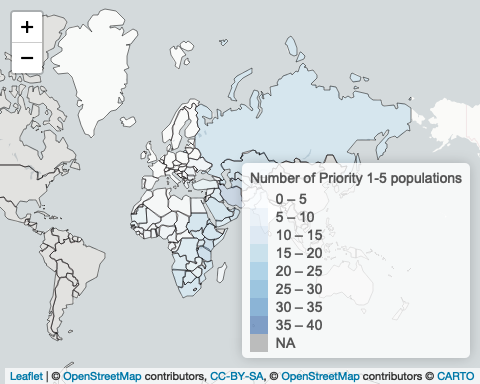 +
−
Number of Priority 1-5 populations
0 – 5
5 – 10
10 – 15
15 – 20
20 – 25
25 – 30
30 – 35
35 – 40
NA
Leaflet | © OpenStreetMap contributors, CC-BY-SA, © OpenStreetMap contributors © CARTO